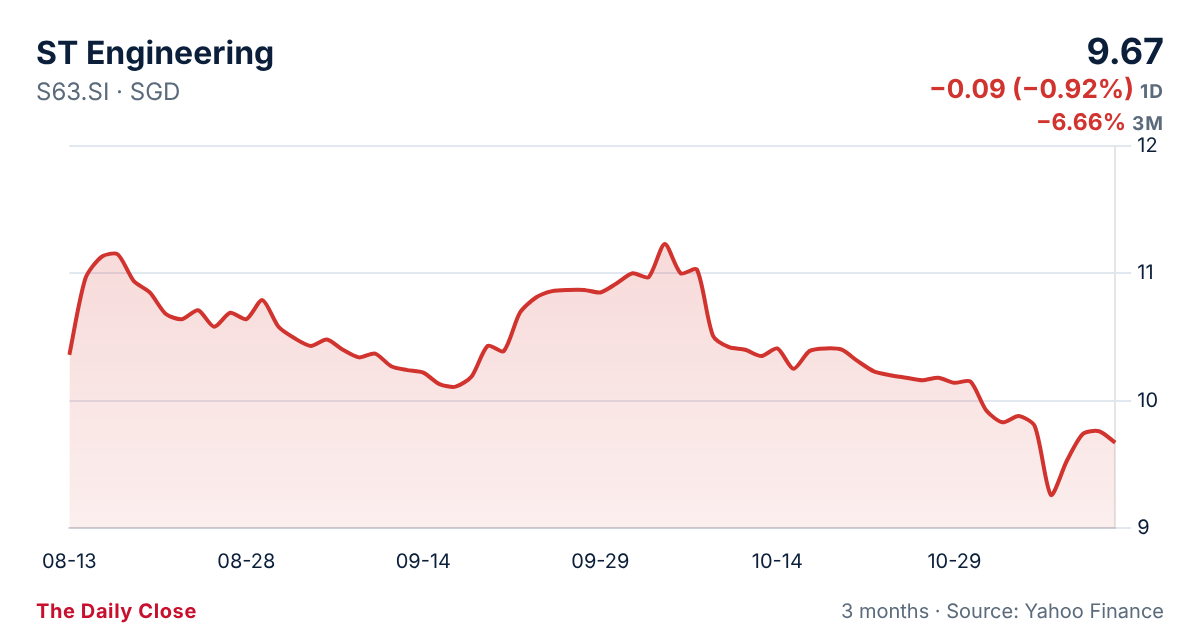 ST Engineering
9.67
S63.SI · SGD
−0.09 (−0.92%) 1D
−6.66% 3M
12
11
10
9
08-13 08-28 09-14 09-29 10-14 10-29
The Daily Close
3 months · Source: Yahoo Finance